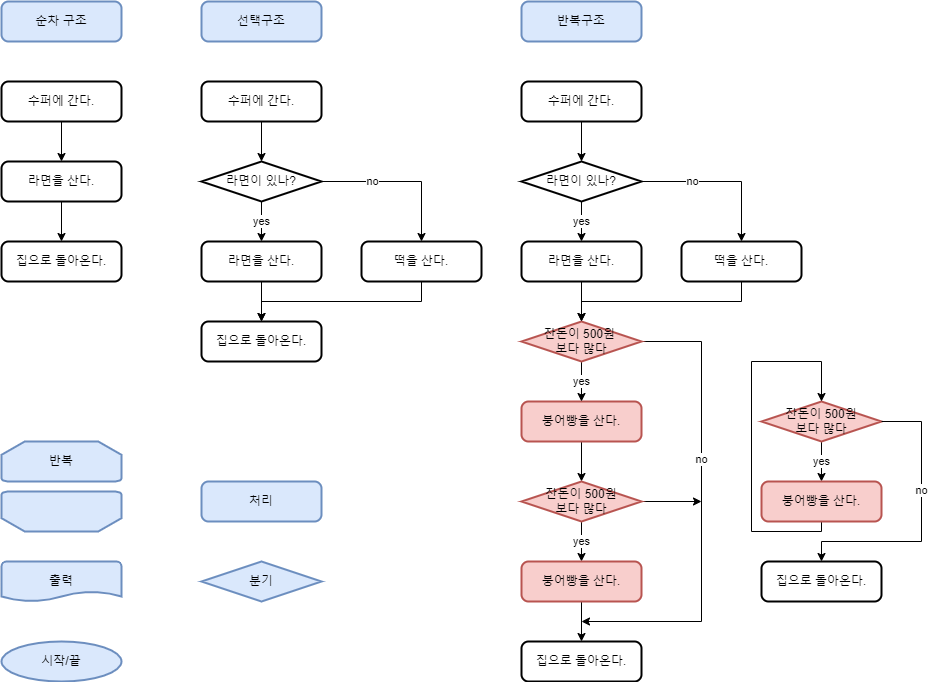 순차 구조
선택구조
반복구조
수퍼에 간다.
수퍼에 간다.
수퍼에 간다.
라면을 산다.
라면이 있나?
no
라면이 있나?
no
yes
yes
집으로 돌아온다.
라면을 산다.
떡을 산다.
라면을 산다.
떡을 산다.
집으로 돌아온다.
잔돈이 500원
보다 많다
yes
붕어빵을 산다.
잔돈이 500원
보다 많다
반복
no
yes
처리
잔돈이 500원
보다 많다
붕어빵을 산다.
no
yes
출력
분기
붕어빵을 산다.
집으로 돌아온다.
시작/끝
집으로 돌아온다.